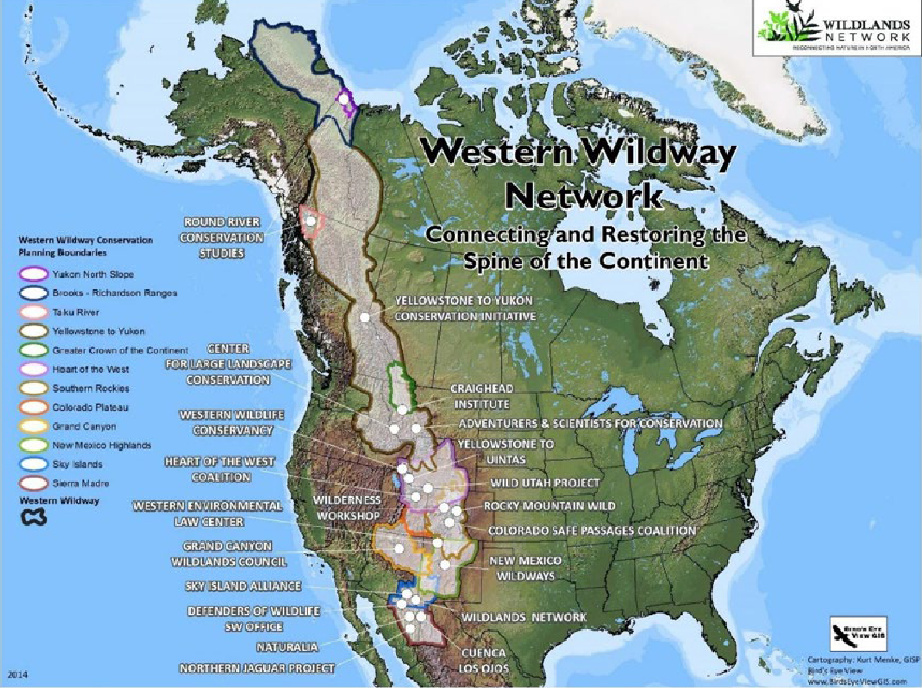 WILDLANDS
NETWORK
RECONNECTING NATURE IN NORTH AMERICA
Western Wildway
Network
Connecting and Restoring the
Spine of the Continent
Western Wildway Conservation
Planning Boundaries
Yukon North Slope
Brooks - Richardson Ranges
Taku River
Yellowstone to Yukon
Greater Crown of the Continent
Heart of the West
Southern Rockies
Colorado Plateau
Grand Canyon
New Mexico Highlands
Sky Islands
Sierra Madre
Western Wildway
ROUND RIVER
CONSERVATION
STUDIES
YELLOWSTONE TO YUKON
CONSERVATION INITIATIVE
CENTER
FOR LARGE LANDSCAPE
CONSERVATION
CRAIGHEAD
INSTITUTE
WESTERN WILDLIFE
CONSERVANCY
ADVENTURERS & SCIENTISTS FOR CONSERVATION
YELLOWSTONE TO
UINTAS
HEART OF THE WEST
COALITION
WILD UTAH PROJECT
WILDERNESS
WORKSHOP
ROCKY MOUNTAIN WILD
WESTERN ENVIRONMENTAL
LAW CENTER
COLORADO SAFE PASSAGES COALITION
GRAND CANYON
WILDLANDS COUNCIL
NEW MEXICO
WILDWAYS
SKY ISLAND ALLIANCE
DEFENDERS OF WILDLIFE
SW OFFICE
WILDLANDS NETWORK
NATURALIA
NORTHERN JAGUAR PROJECT
CUENCA
LOS OJOS
2014
Bird's Eye
View GIS
Cartography: Kurt Menke, GISP
Bird's Eye View
www.BirdsEyeViewGIS.com